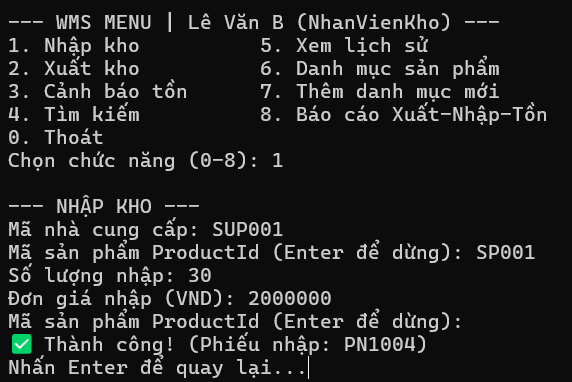 --- WMS MENU | Lê Văn B (NhanVienKho) ---
1. Nhập kho          5. Xem lịch sử
2. Xuất kho          6. Danh mục sản phẩm
3. Cảnh báo tồn      7. Thêm danh mục mới
4. Tìm kiếm          8. Báo cáo Xuất-Nhập-Tồn
0. Thoát
Chọn chức năng (0-8): 1

--- NHẬP KHO ---
Mã nhà cung cấp: SUP001
Mã sản phẩm ProductId (Enter để dừng): SP001
Số lượng nhập: 30
Đơn giá nhập (VND): 2000000
Mã sản phẩm ProductId (Enter để dừng):
✅ Thành công! (Phiếu nhập: PN1004)
Nhấn Enter để quay lại...